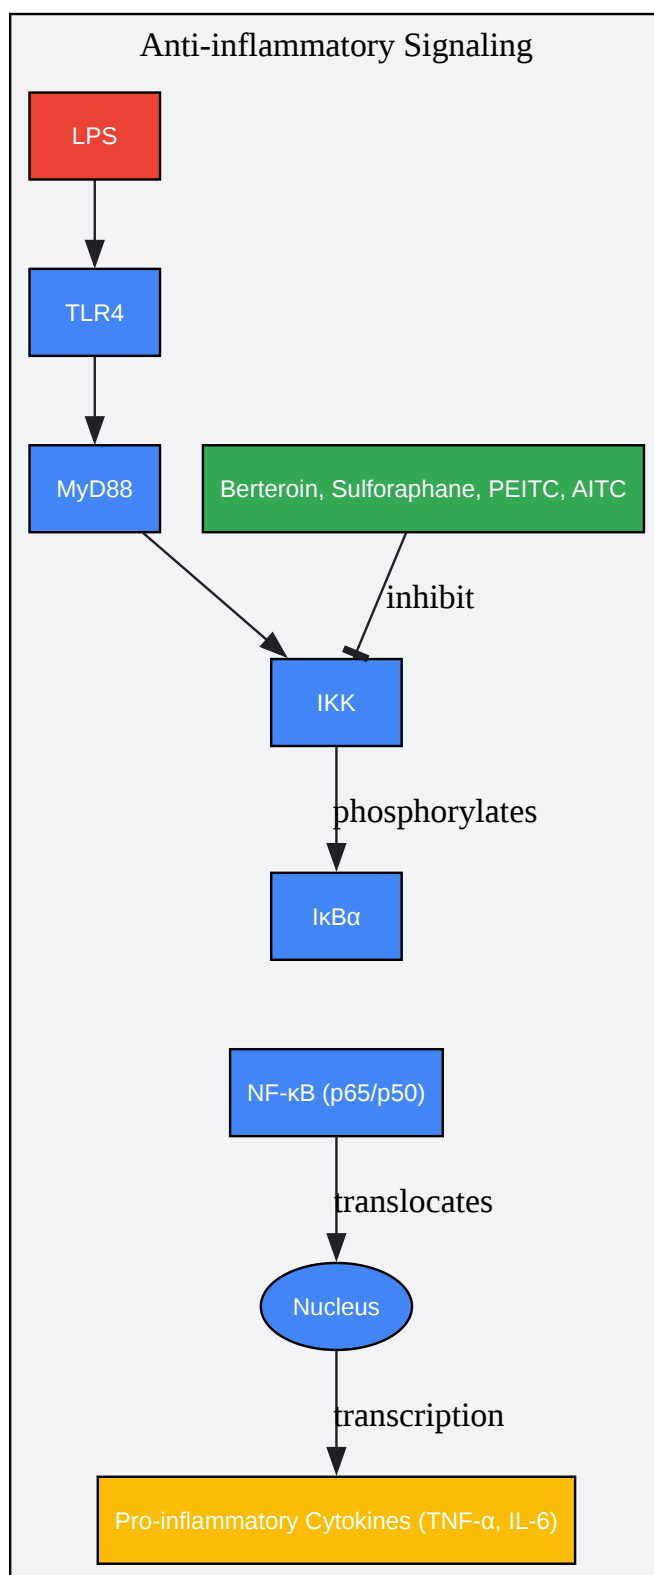 Anti-inflammatory Signaling
LPS
TLR4
MyD88
Berteroin, Sulforaphane, PEITC, AITC
inhibit
IKK
phosphorylates
IκBα
NF-κB (p65/p50)
translocates
Nucleus
transcription
Pro-inflammatory Cytokines (TNF-α, IL-6)